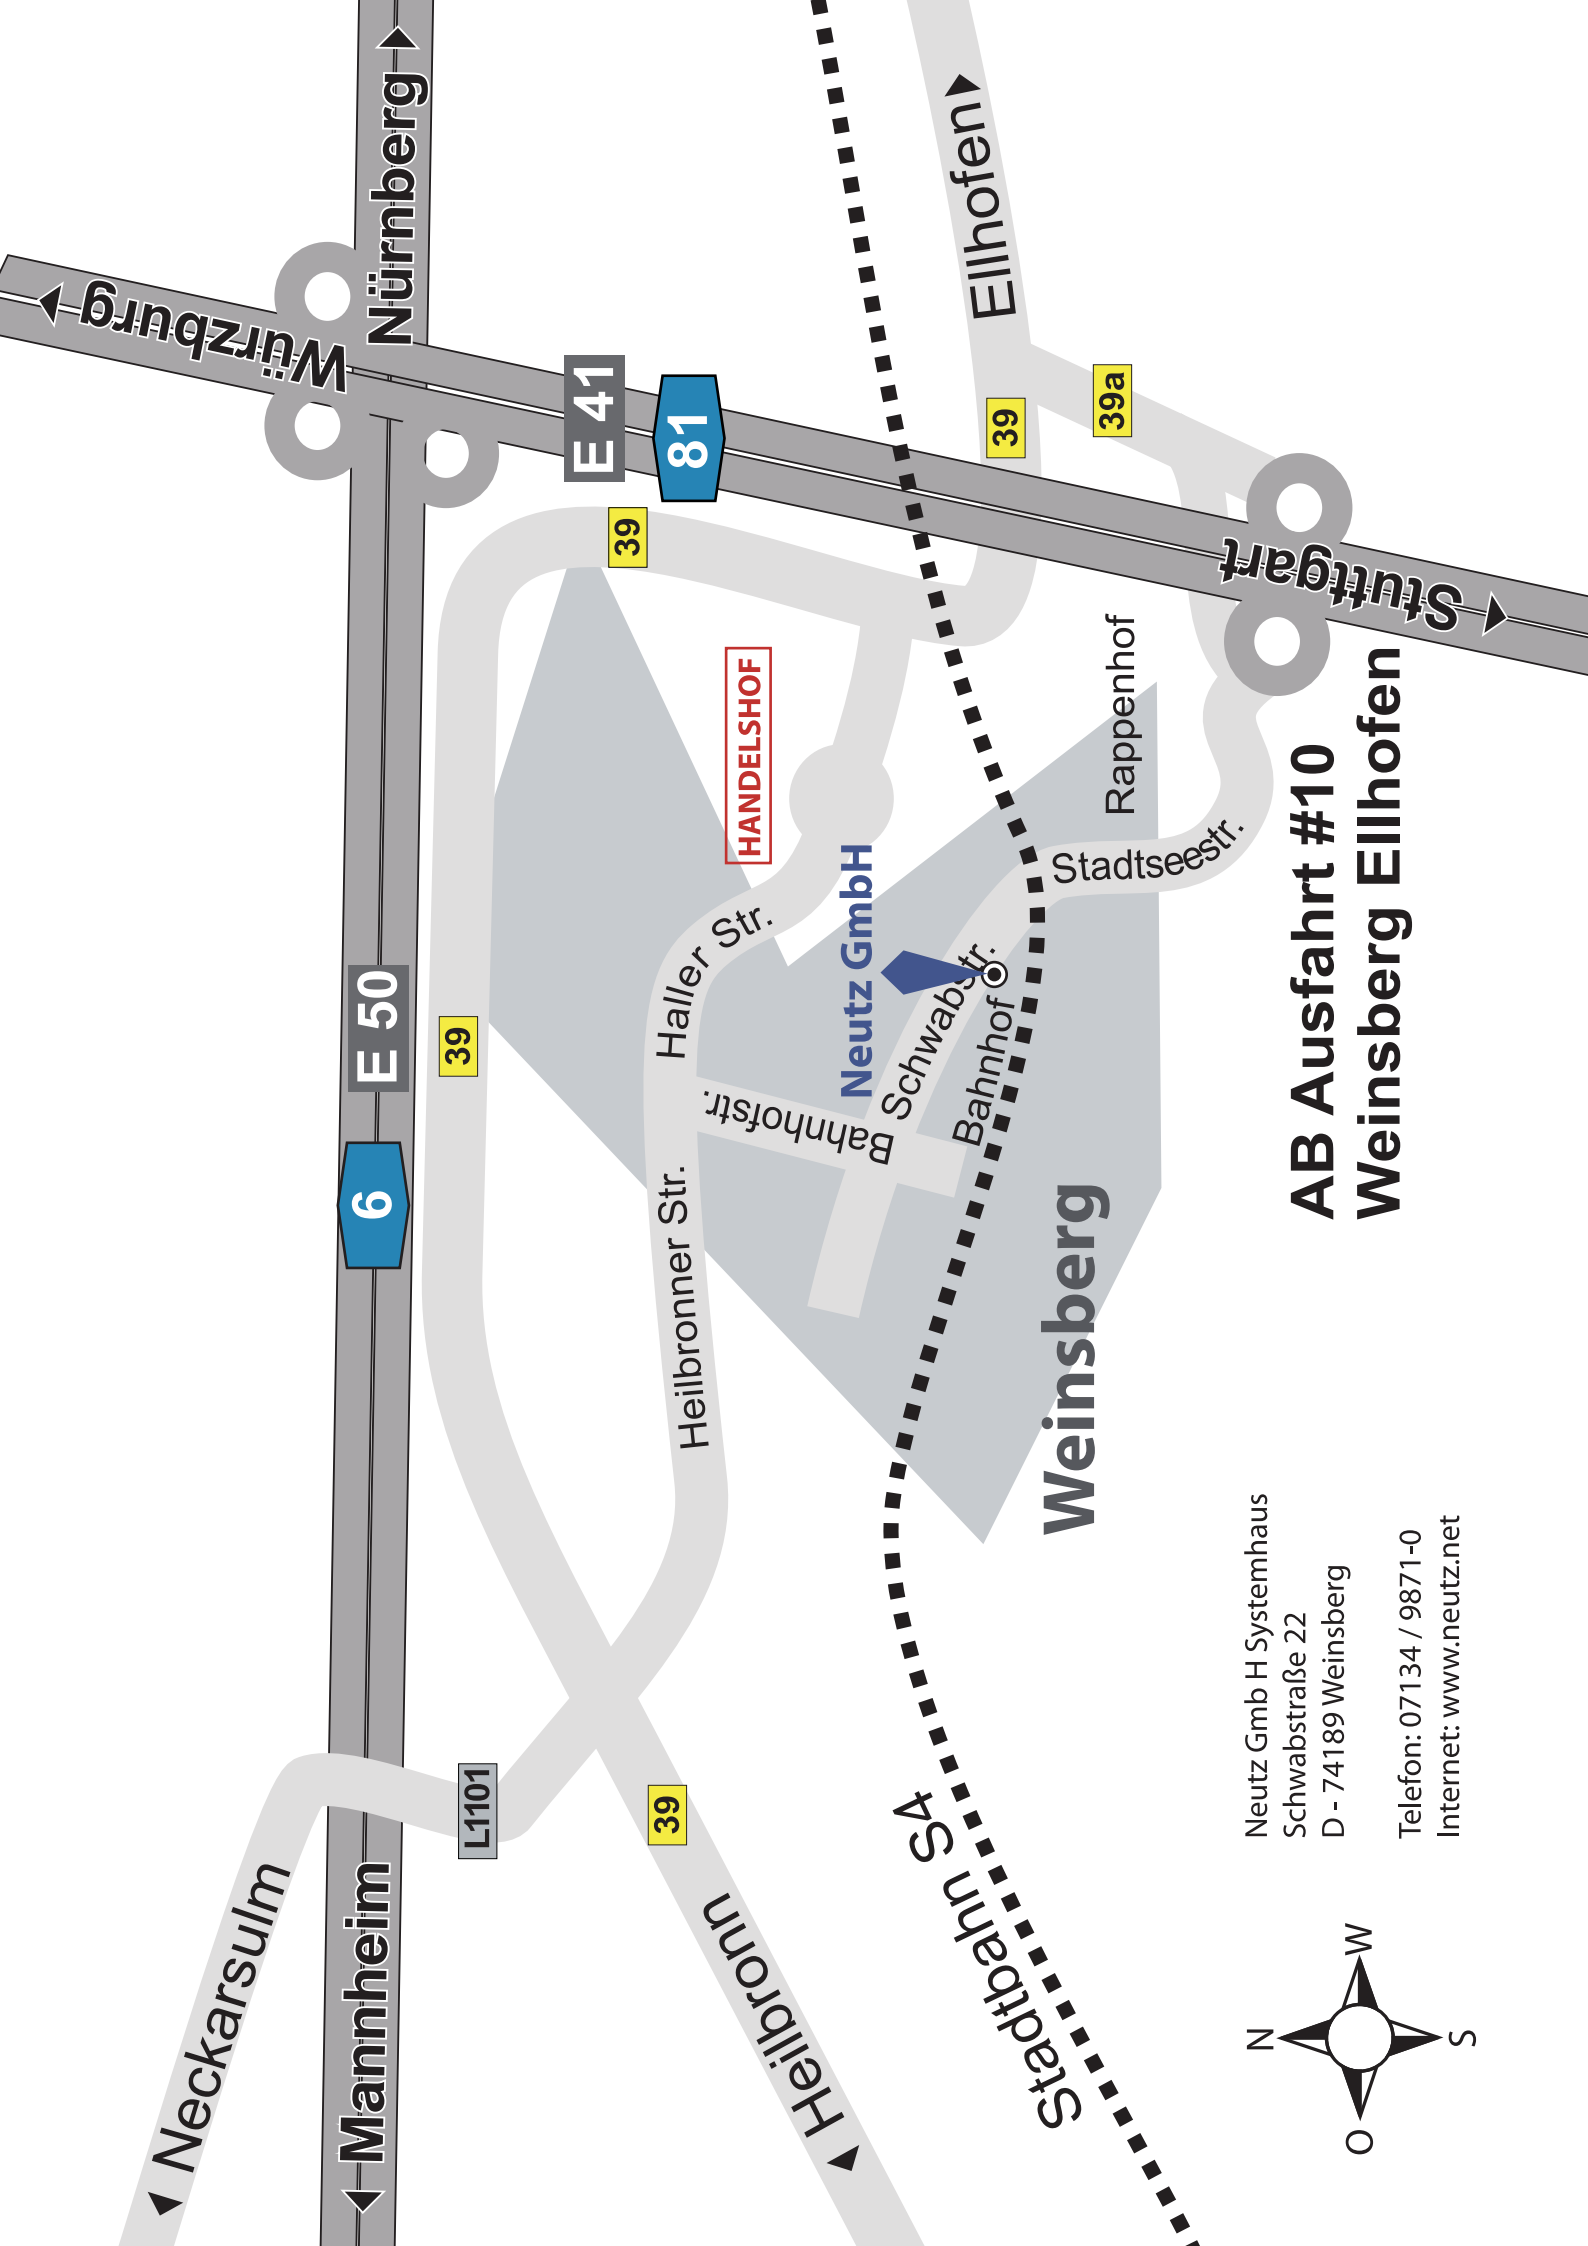 Neckarsulm
Mannheim
Heilbronn
Stadtbahn S4
L1101
39
6
E 50
39
Heilbronner Str.
Bahnhofstr.
Haller Str.
Schwabstr.
Bahnhof
Neutz GmbH
HANDELSHOF
Stadtseestr.
Rappenhof
Weinsberg
39
E 41
81
39
39a
Würzburg
Nürnberg
Ellhofen
Stuttgart
AB Ausfahrt #10
Weinsberg Ellhofen
Neutz Gmb H Systemhaus
Schwabstraße 22
D - 74189 Weinsberg
Telefon: 07134 / 9871-0
Internet: www.neutz.net
N
O
W
S